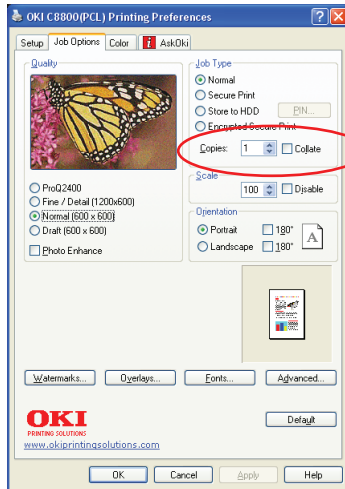 OKI C8800(PCL) Printing Preferences
Setup Job Options Color AskOki
Quality
ProQ2400
Fine / Detail (1200x600)
Normal (600 x 600)
Draft (600 x 600)
Photo Enhance
Job Type
Normal
Secure Print
Store to HDD PIN...
Encrypted Secure Print
Copies: 1 Collate
Scale
100 Disable
Orientation
Portrait 180°
Landscape 180°
A
Watermarks... Overlays... Fonts... Advanced...
OKI
PRINTING SOLUTIONS
www.okiprintingsolutions.com
Default
OK Cancel Apply Help